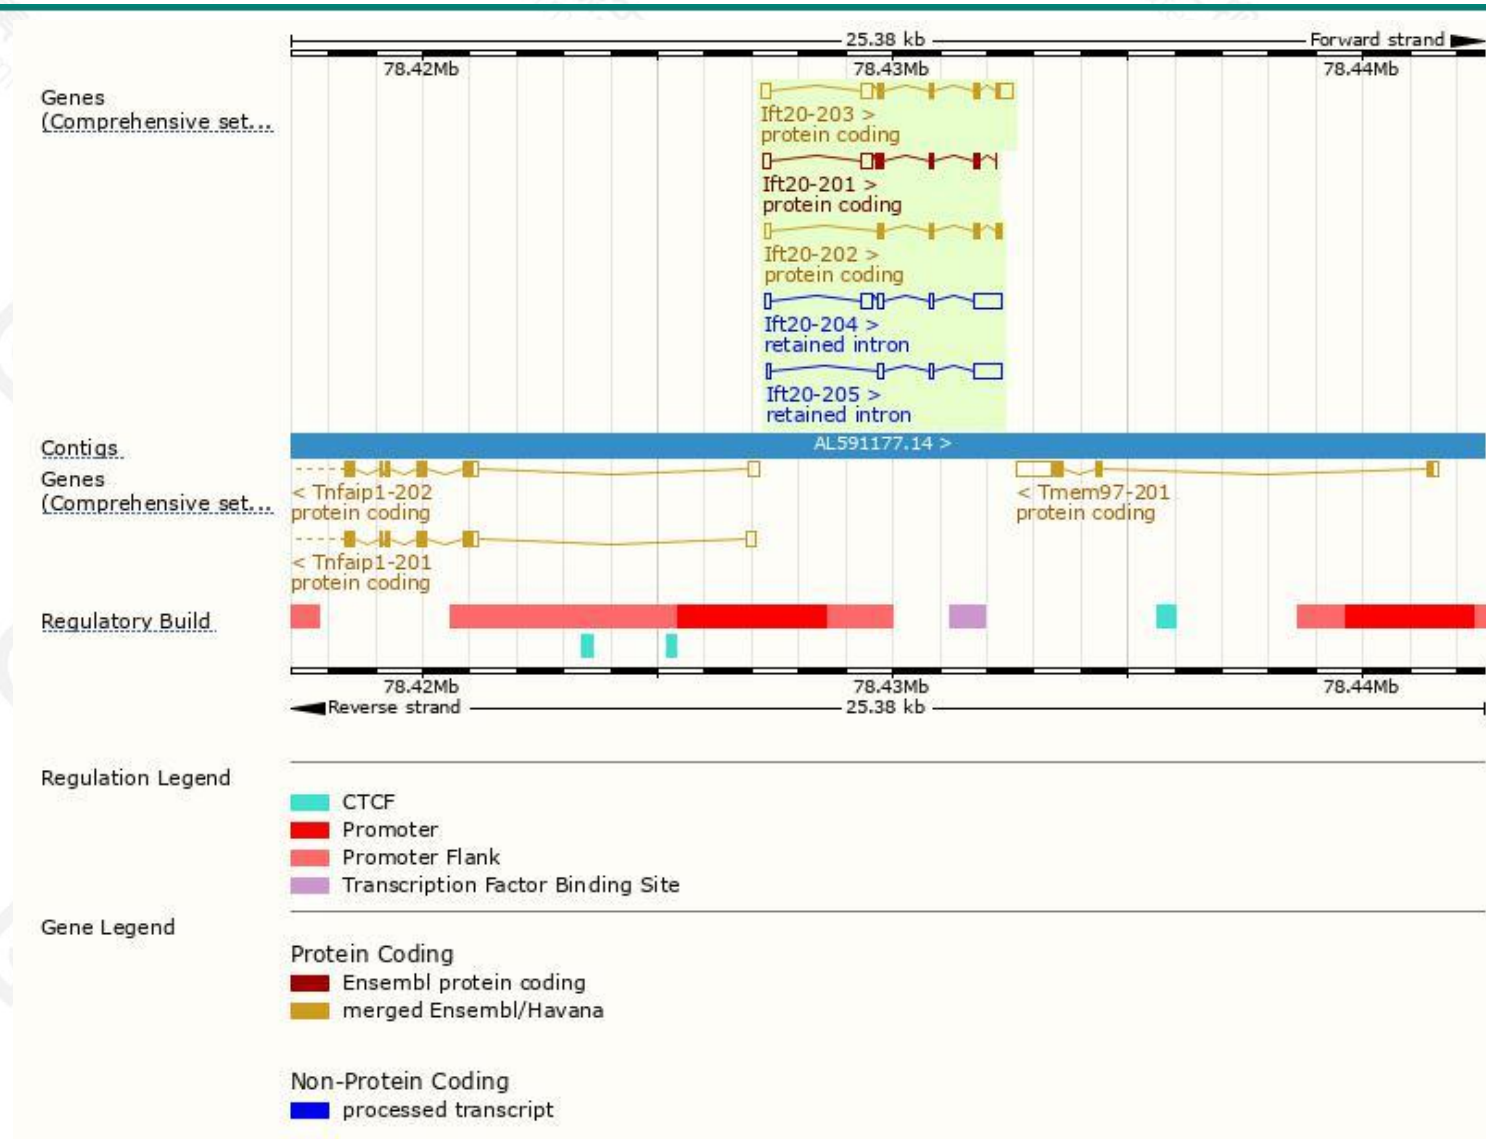 25.38 kb
Forward strand
78.42Mb 78.43Mb 78.44Mb
Genes
(Comprehensive set...
Ift20-203 >
protein coding
Ift20-201 >
protein coding
Ift20-202 >
protein coding
Ift20-204 >
retained intron
Ift20-205 >
retained intron
Contigs
AL591177.14 >
Genes
(Comprehensive set...
< Tnfaip1-202
protein coding
< Tmem97-201
protein coding
< Tnfaip1-201
protein coding
Regulatory Build
78.42Mb 78.43Mb 78.44Mb
Reverse strand
25.38 kb
Regulation Legend
CTCF
Promoter
Promoter Flank
Transcription Factor Binding Site
Gene Legend
Protein Coding
Ensembl protein coding
merged Ensembl/Havana
Non-Protein Coding
processed transcript